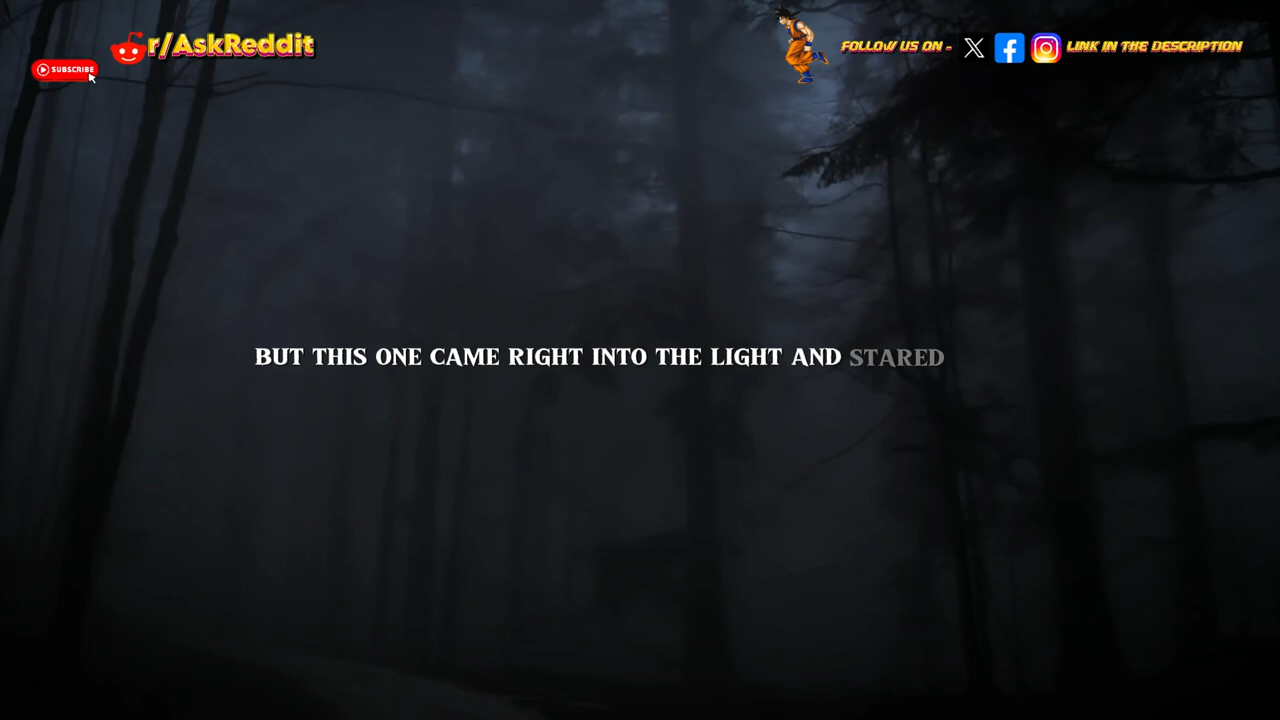 r/AskReddit
SUBSCRIBE
FOLLOW US ON -
LINK IN THE DESCRIPTION
BUT THIS ONE CAME RIGHT INTO THE LIGHT AND STARED